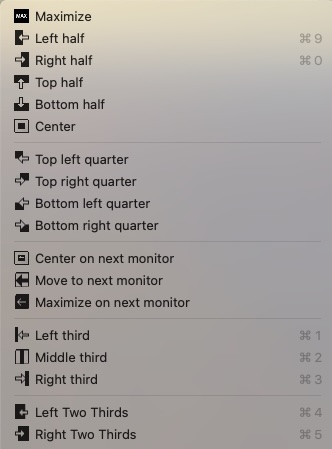 MAX Maximize
Left half ⌘ 9
Right half ⌘ 0
Top half
Bottom half
Center
Top left quarter
Top right quarter
Bottom left quarter
Bottom right quarter
Center on next monitor
Move to next monitor
Maximize on next monitor
Left third ⌘ 1
Middle third ⌘ 2
Right third ⌘ 3
Left Two Thirds ⌘ 4
Right Two Thirds ⌘ 5